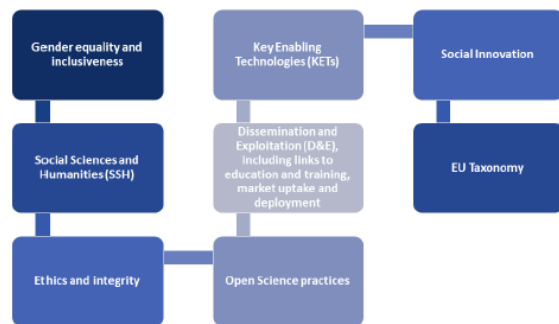 Gender equality and
inclusiveness
Social Sciences and
Humanities (SSH)
Ethics and integrity
Open Science practices
Dissemination and
Exploitation (D&E),
including links to
education and training,
market uptake and
deployment
Key Enabling
Technologies (KETs)
Social Innovation
EU Taxonomy